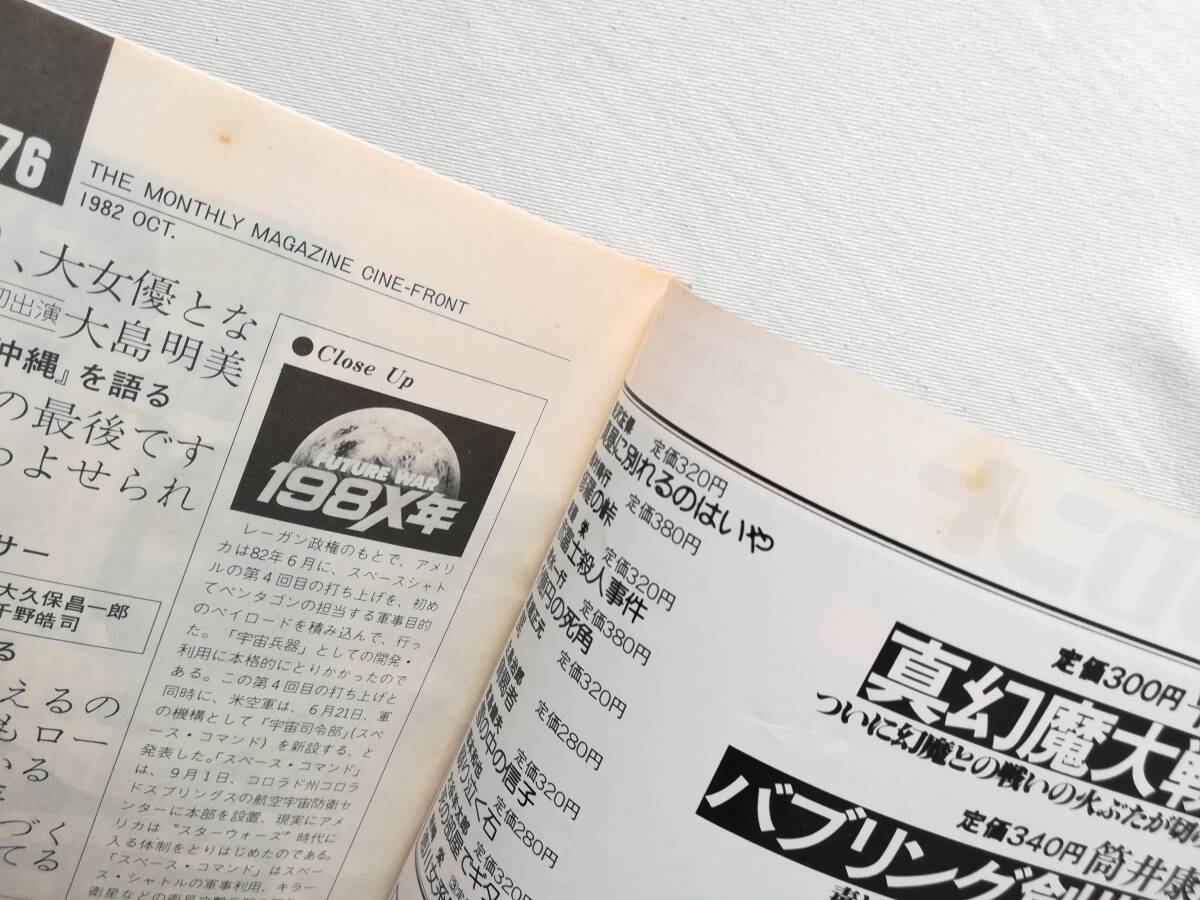 76
THE MONTHLY MAGAZINE CINE-FRONT
1982 OCT.
、大女優とな
初出演 大島明美
沖縄』を語る
の最後です
つよせられ
サー
大久保昌一郎
千野皓司
る
えるの
もロー
いる
づく
てる
●Close Up
FUTURE WAR
198X年
レーガン政権のもとで、アメリ
カは82年6月に、スペースシャト
ルの第4回目の打ち上げを、初め
てペンタゴンの担当する軍事目的
のペイロードを積み込んで、行っ
た。「宇宙兵器」としての開発・
利用に本格的にとりかかったので
ある。この第4回目の打ち上げと
同時に、米空軍は、6月21日、軍
の機構として「宇宙司令部」(スペ
ース・コマンド)を新設する、と
発表した。「スペース・コマンド」
は、9月1日、コロラド州コロラ
ドスプリングスの航空宇宙防衛セ
ンターに本部を設置、現実にアメ
リカは“スターウォーズ”時代に
入る体制をとりはじめたのである。
「スペース・コマンド」はスペー
ス・シャトルの軍事利用、キラー
定価320円
に別れるのはいや
定価380円
の峠
定価320円
富士殺人事件
定価380円
円の死角
定価320円
定価280円
の中の信子
定価320円
の泣く石
定価280円
定価320円
定価300円
真幻魔大戦
ついに幻魔との戦いの火ぶたが切
定価340円 筒井康
バブリング創